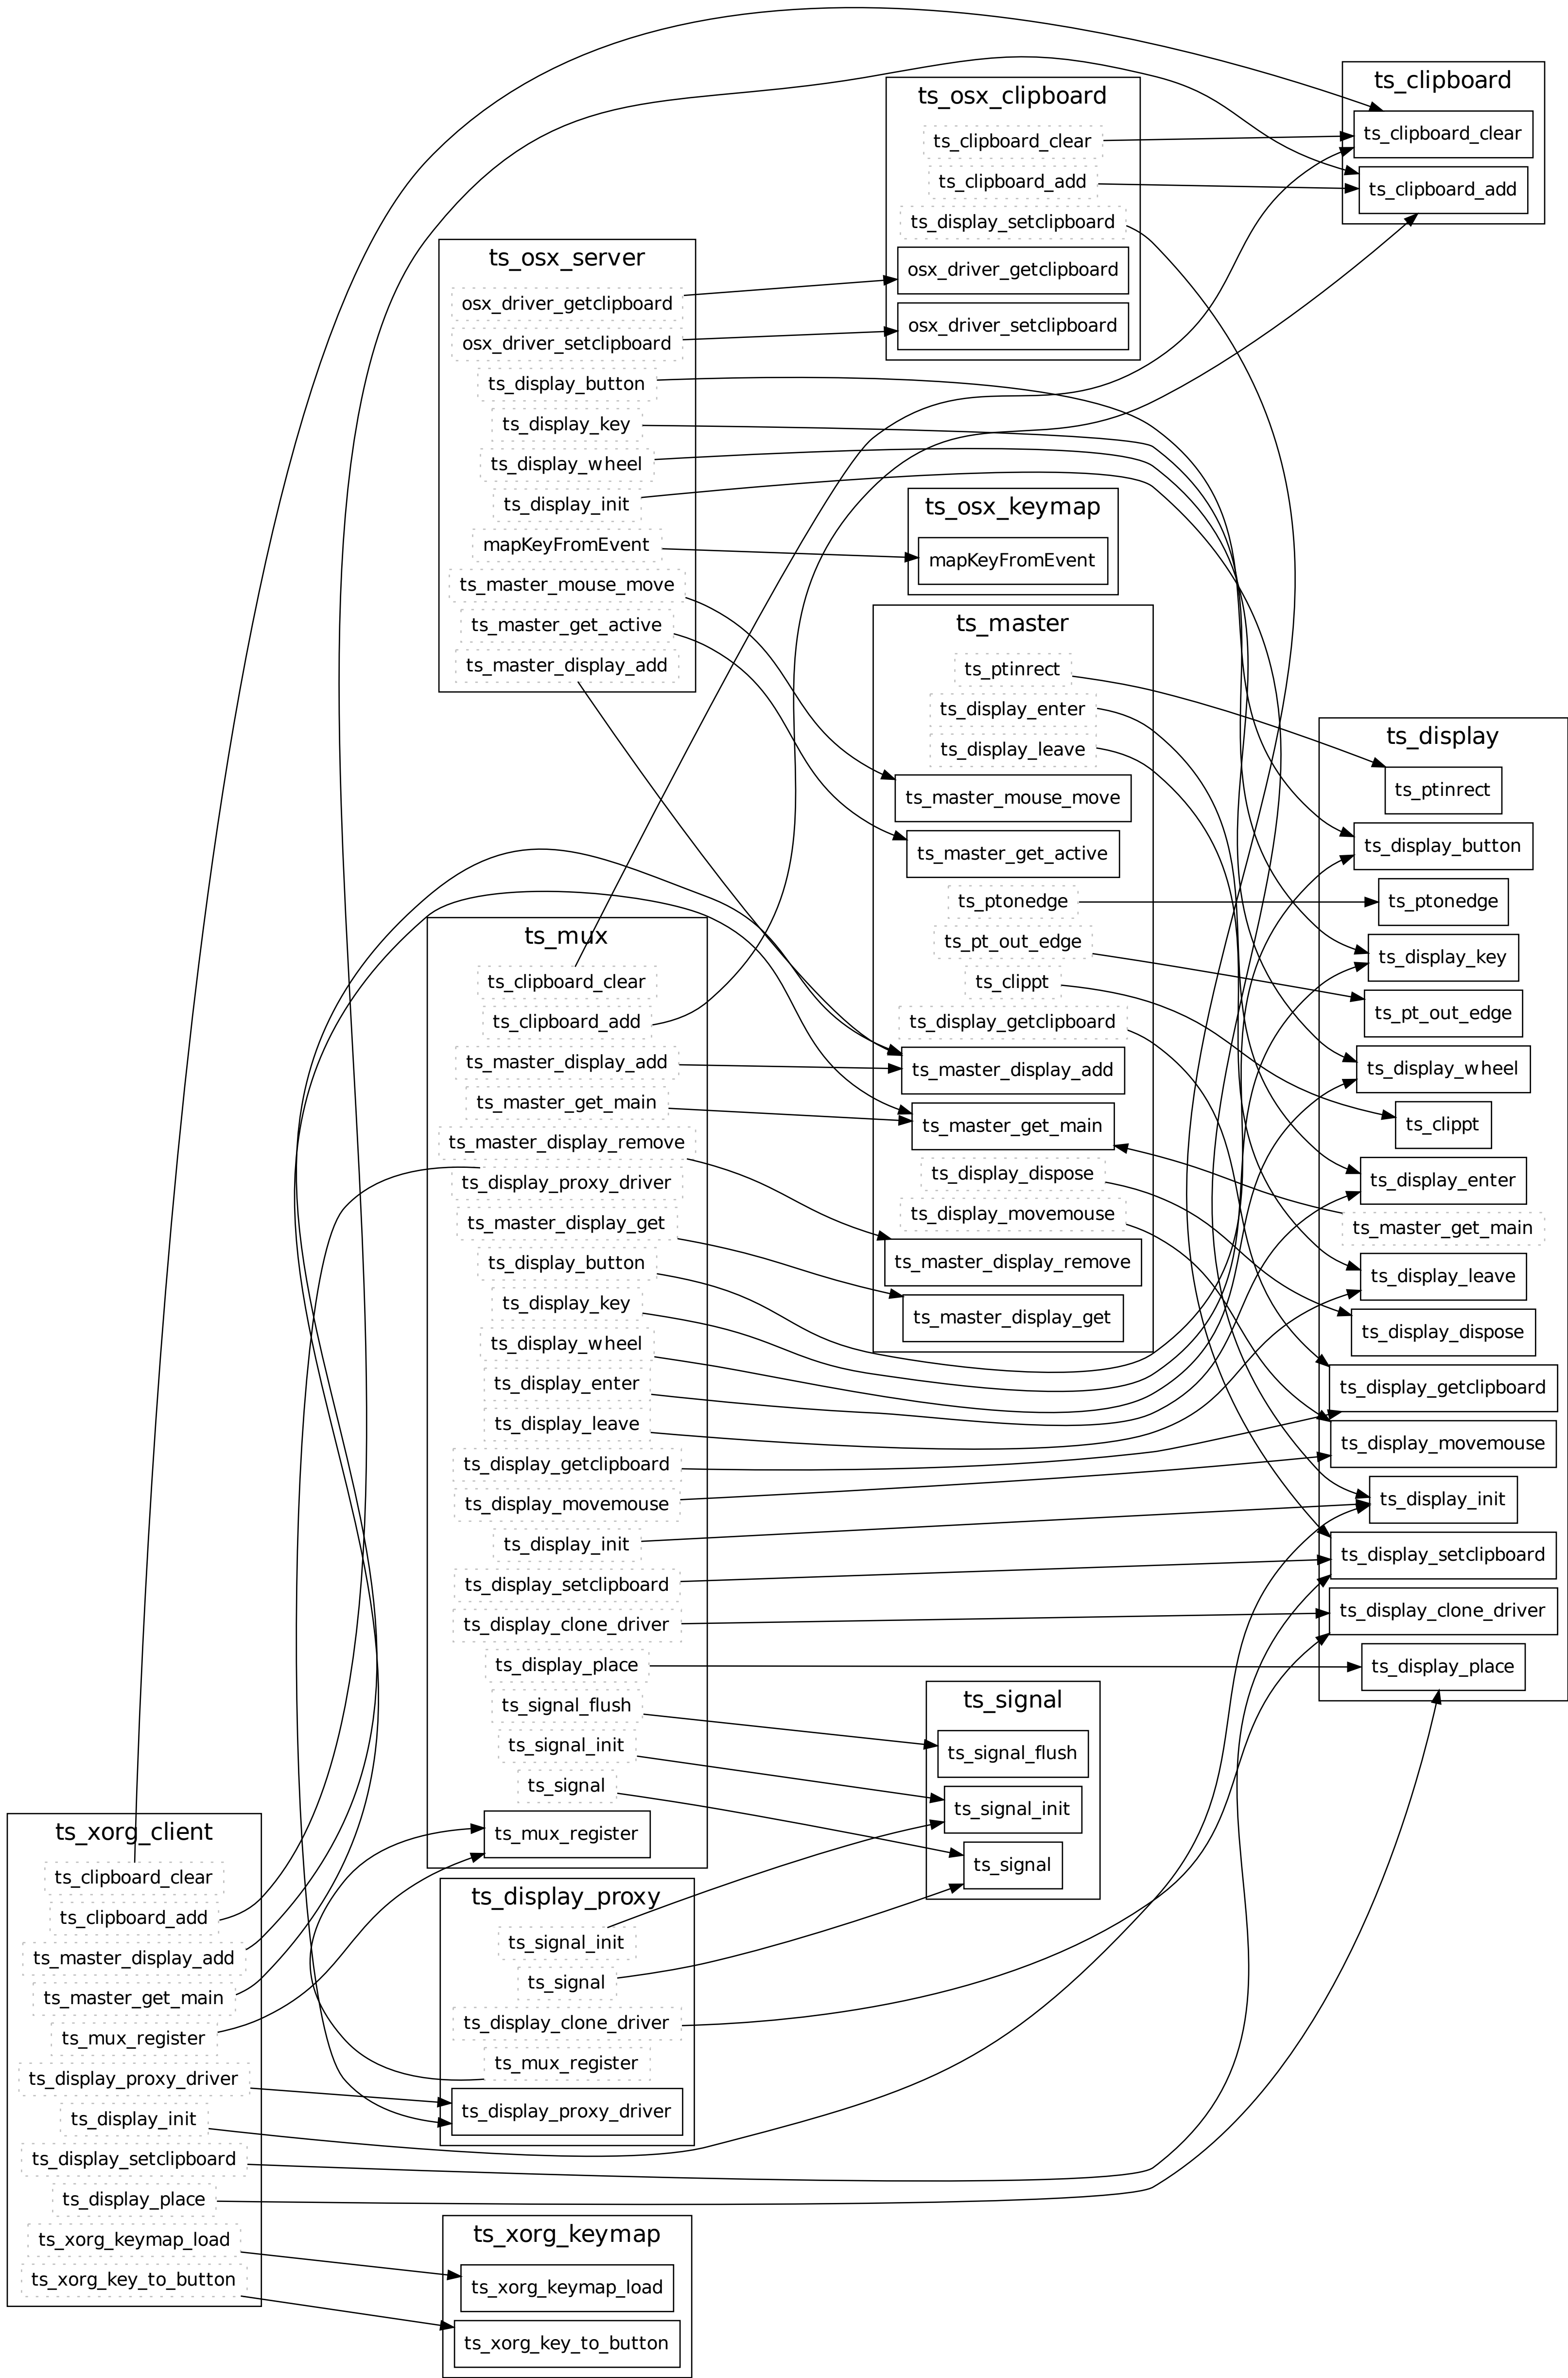 ts_clipboard
ts_clipboard_clear
ts_clipboard_add
ts_osx_clipboard
ts_clipboard_clear
ts_clipboard_add
ts_display_setclipboard
osx_driver_getclipboard
osx_driver_setclipboard
ts_osx_server
osx_driver_getclipboard
osx_driver_setclipboard
ts_display_button
ts_display_key
ts_display_wheel
ts_display_init
mapKeyFromEvent
ts_master_mouse_move
ts_master_get_active
ts_master_display_add
ts_osx_keymap
mapKeyFromEvent
ts_master
ts_ptinrect
ts_display_enter
ts_display_leave
ts_master_mouse_move
ts_master_get_active
ts_ptonedge
ts_pt_out_edge
ts_clippt
ts_display_getclipboard
ts_master_display_add
ts_master_get_main
ts_display_dispose
ts_display_movemouse
ts_master_display_remove
ts_master_display_get
ts_display
ts_ptinrect
ts_display_button
ts_ptonedge
ts_display_key
ts_pt_out_edge
ts_display_wheel
ts_clippt
ts_display_enter
ts_master_get_main
ts_display_leave
ts_display_dispose
ts_display_getclipboard
ts_display_movemouse
ts_display_init
ts_display_setclipboard
ts_display_clone_driver
ts_display_place
ts_mux
ts_clipboard_clear
ts_clipboard_add
ts_master_display_add
ts_master_get_main
ts_master_display_remove
ts_display_proxy_driver
ts_master_display_get
ts_display_button
ts_display_key
ts_display_wheel
ts_display_enter
ts_display_leave
ts_display_getclipboard
ts_display_movemouse
ts_display_init
ts_display_setclipboard
ts_display_clone_driver
ts_display_place
ts_signal_flush
ts_signal_init
ts_signal
ts_mux_register
ts_signal
ts_signal_flush
ts_signal_init
ts_signal
ts_xorg_client
ts_clipboard_clear
ts_clipboard_add
ts_master_display_add
ts_master_get_main
ts_mux_register
ts_display_proxy_driver
ts_display_init
ts_display_setclipboard
ts_display_place
ts_xorg_keymap_load
ts_xorg_key_to_button
ts_display_proxy
ts_signal_init
ts_signal
ts_display_clone_driver
ts_mux_register
ts_display_proxy_driver
ts_xorg_keymap
ts_xorg_keymap_load
ts_xorg_key_to_button